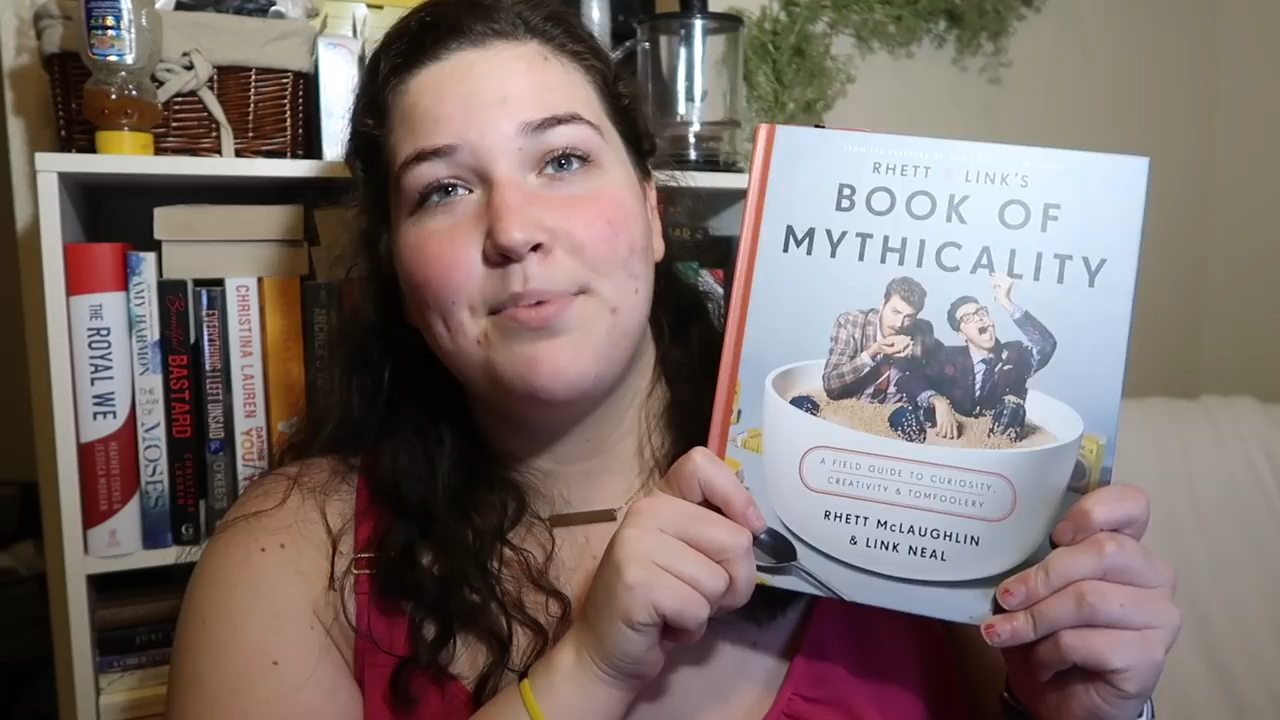 RHETT & LINK'S
BOOK OF
MYTHICALITY
A FIELD GUIDE TO CURIOSITY,
CREATIVITY & TOMFOOLERY
RHETT McLAUGHLIN
& LINK NEAL
THE ROYAL WE
HEATHER COCKS &
JESSICA MORGAN
AMY HARMON
THE LAW OF MOSES
Beautiful BASTARD
CHRISTINA LAUREN
EVERYTHING I LEFT UNSAID
O'KEEFE
CHRISTINA LAUREN
DATING
YOU